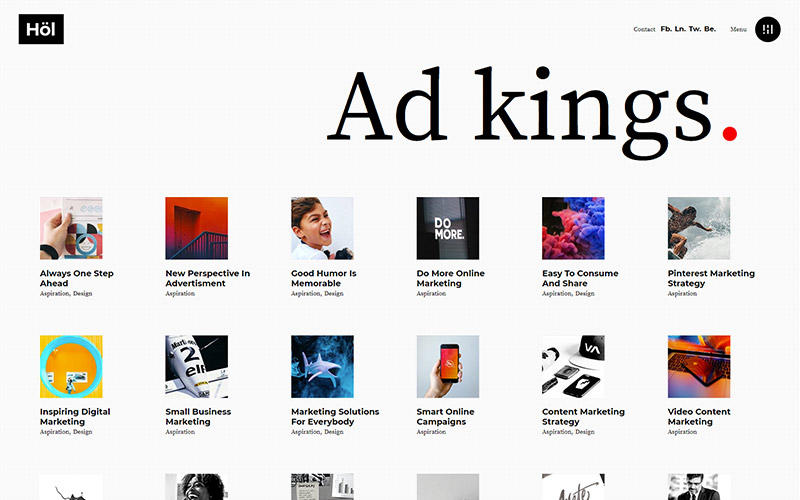 Höl
Contact Fb. Ln. Tw. Be. Menu
Ad kings.
DO
MORE.
Always One Step
Ahead
Aspiration, Design
New Perspective In
Advertisment
Aspiration
Good Humor Is
Memorable
Aspiration, Design
Do More Online
Marketing
Aspiration
Easy To Consume
And Share
Aspiration, Design
Pinterest Marketing
Strategy
Aspiration
2
VA
Inspiring Digital
Marketing
Aspiration, Design
Small Business
Marketing
Aspiration
Marketing Solutions
For Everybody
Aspiration, Design
Smart Online
Campaigns
Aspiration
Content Marketing
Strategy
Aspiration, Design
Video Content
Marketing
Aspiration